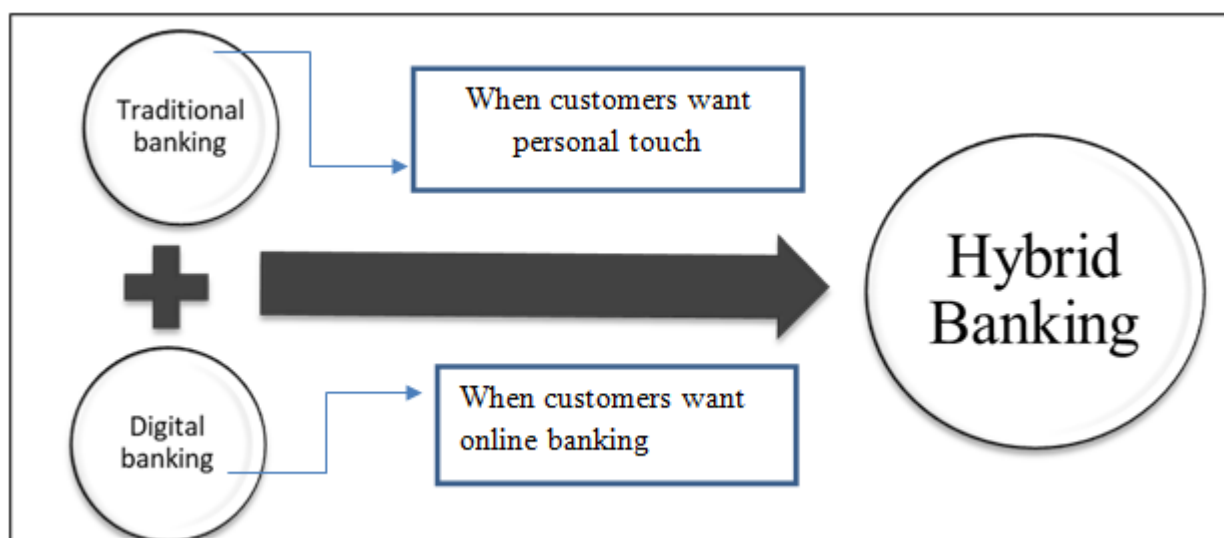 Traditional
banking
When customers want
personal touch
Hybrid
Banking
Digital
banking
When customers want
online banking